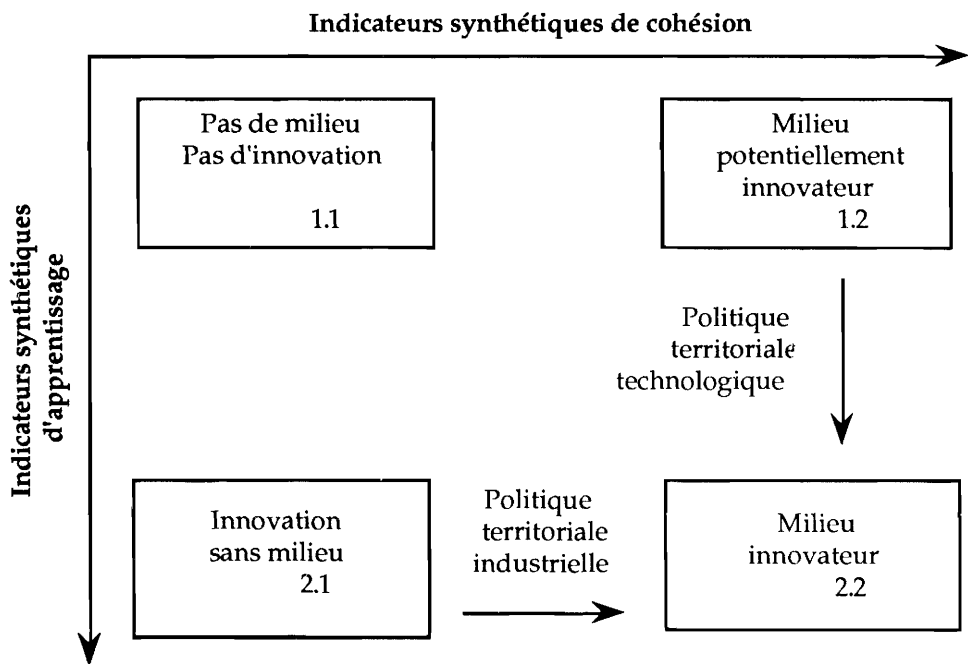 Indicateurs synthétiques de cohésion
Indicateurs synthétiques
d'apprentissage
Pas de milieu
Pas d'innovation
1.1
Milieu
potentiellement
innovateur
1.2
Politique
territoriale
technologique
Innovation
sans milieu
2.1
Politique
territoriale
industrielle
Milieu
innovateur
2.2